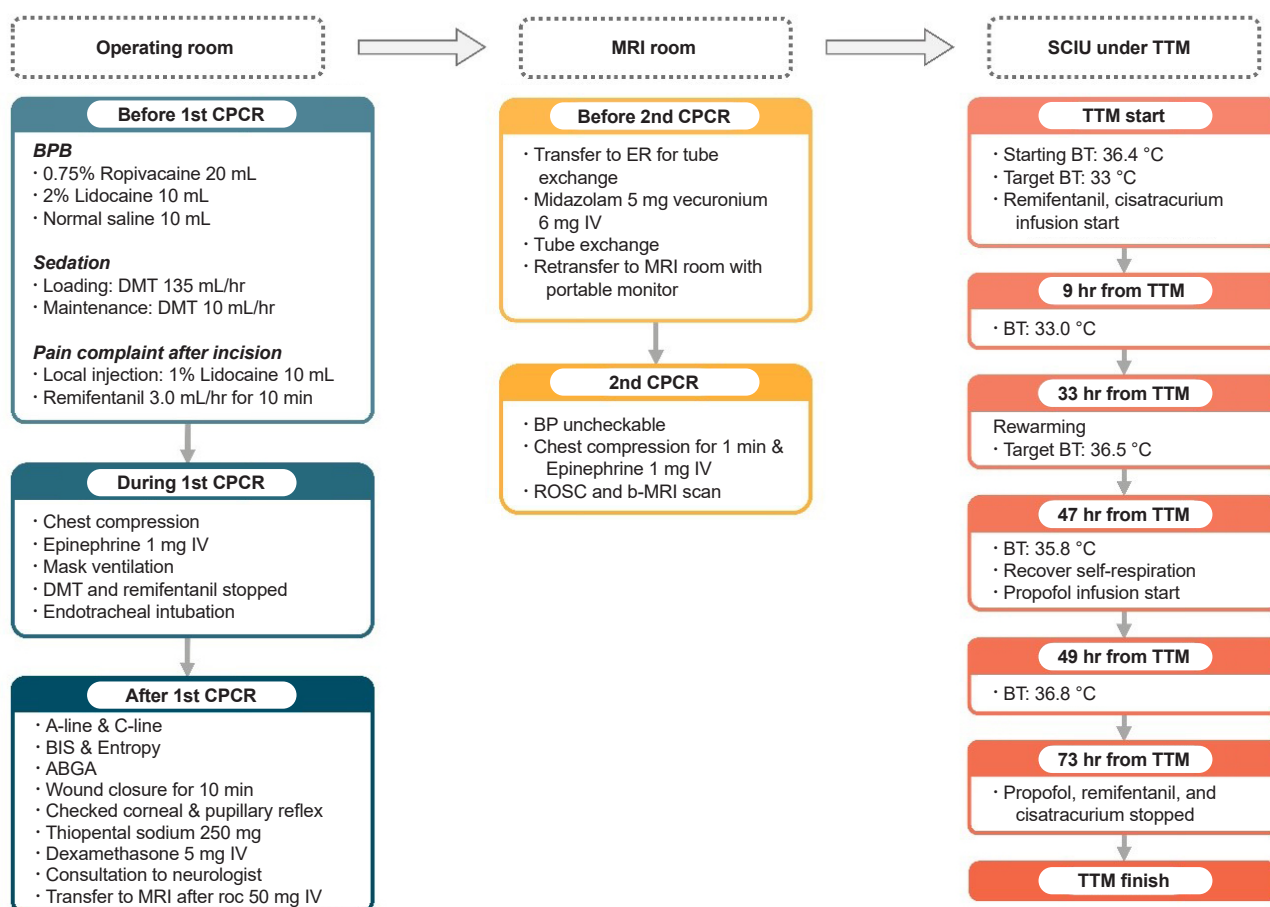 Operating room
MRI room
SCIU under TTM
Before 1st CPCR
BPB
· 0.75% Ropivacaine 20 mL
· 2% Lidocaine 10 mL
· Normal saline 10 mL
Sedation
· Loading: DMT 135 mL/hr
· Maintenance: DMT 10 mL/hr
Pain complaint after incision
· Local injection: 1% Lidocaine 10 mL
· Remifentanil 3.0 mL/hr for 10 min
During 1st CPCR
· Chest compression
· Epinephrine 1 mg IV
· Mask ventilation
· DMT and remifentanil stopped
· Endotracheal intubation
After 1st CPCR
· A-line & C-line
· BIS & Entropy
· ABGA
· Wound closure for 10 min
· Checked corneal & pupillary reflex
· Thiopental sodium 250 mg
· Dexamethasone 5 mg IV
· Consultation to neurologist
· Transfer to MRI after roc 50 mg IV
Before 2nd CPCR
· Transfer to ER for tube
exchange
· Midazolam 5 mg vecuronium
6 mg IV
· Tube exchange
· Retransfer to MRI room with
portable monitor
2nd CPCR
· BP uncheckable
· Chest compression for 1 min &
Epinephrine 1 mg IV
· ROSC and b-MRI scan
TTM start
· Starting BT: 36.4 °C
· Target BT: 33 °C
· Remifentanil, cisatracurium
infusion start
9 hr from TTM
· BT: 33.0 °C
33 hr from TTM
Rewarming
· Target BT: 36.5 °C
47 hr from TTM
· BT: 35.8 °C
· Recover self-respiration
· Propofol infusion start
49 hr from TTM
· BT: 36.8 °C
73 hr from TTM
· Propofol, remifentanil, and
cisatracurium stopped
TTM finish